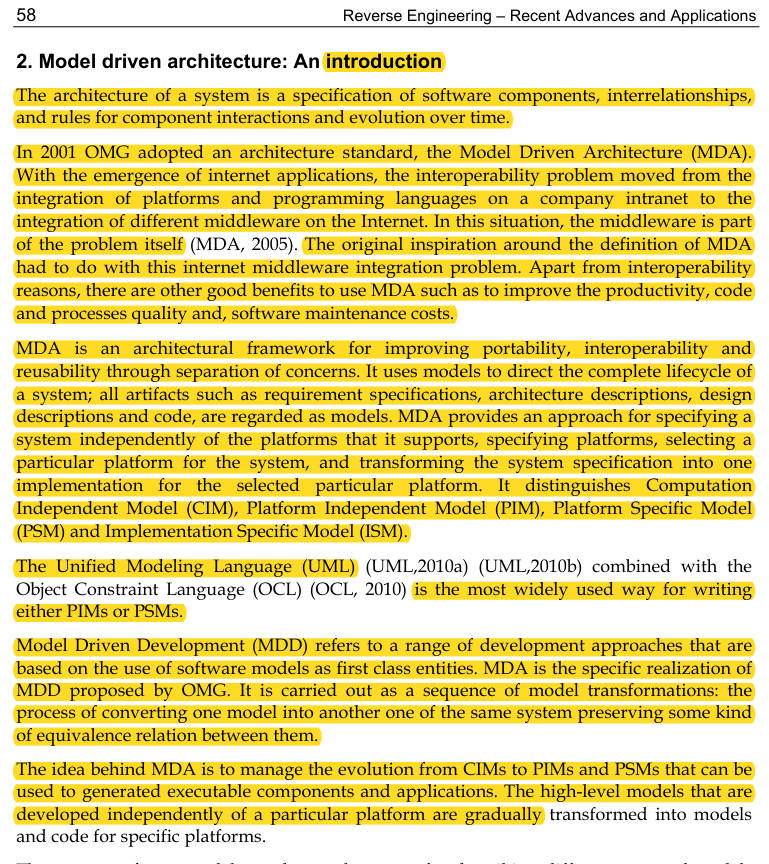 58
Reverse Engineering – Recent Advances and Applications
2. Model driven architecture: An introduction
The architecture of a system is a specification of software components, interrelationships,
and rules for component interactions and evolution over time.
In 2001 OMG adopted an architecture standard, the Model Driven Architecture (MDA).
With the emergence of internet applications, the interoperability problem moved from the
integration of platforms and programming languages on a company intranet to the
integration of different middleware on the Internet. In this situation, the middleware is part
of the problem itself (MDA, 2005). The original inspiration around the definition of MDA
had to do with this internet middleware integration problem. Apart from interoperability
reasons, there are other good benefits to use MDA such as to improve the productivity, code
and processes quality and, software maintenance costs.
MDA is an architectural framework for improving portability, interoperability and
reusability through separation of concerns. It uses models to direct the complete lifecycle of
a system; all artifacts such as requirement specifications, architecture descriptions, design
descriptions and code, are regarded as models. MDA provides an approach for specifying a
system independently of the platforms that it supports, specifying platforms, selecting a
particular platform for the system, and transforming the system specification into one
implementation for the selected particular platform. It distinguishes Computation
Independent Model (CIM), Platform Independent Model (PIM), Platform Specific Model
(PSM) and Implementation Specific Model (ISM).
The Unified Modeling Language (UML) (UML,2010a) (UML,2010b) combined with the
Object Constraint Language (OCL) (OCL, 2010) is the most widely used way for writing
either PIMs or PSMs.
Model Driven Development (MDD) refers to a range of development approaches that are
based on the use of software models as first class entities. MDA is the specific realization of
MDD proposed by OMG. It is carried out as a sequence of model transformations: the
process of converting one model into another one of the same system preserving some kind
of equivalence relation between them.
The idea behind MDA is to manage the evolution from CIMs to PIMs and PSMs that can be
used to generated executable components and applications. The high-level models that are
developed independently of a particular platform are gradually transformed into models
and code for specific platforms.